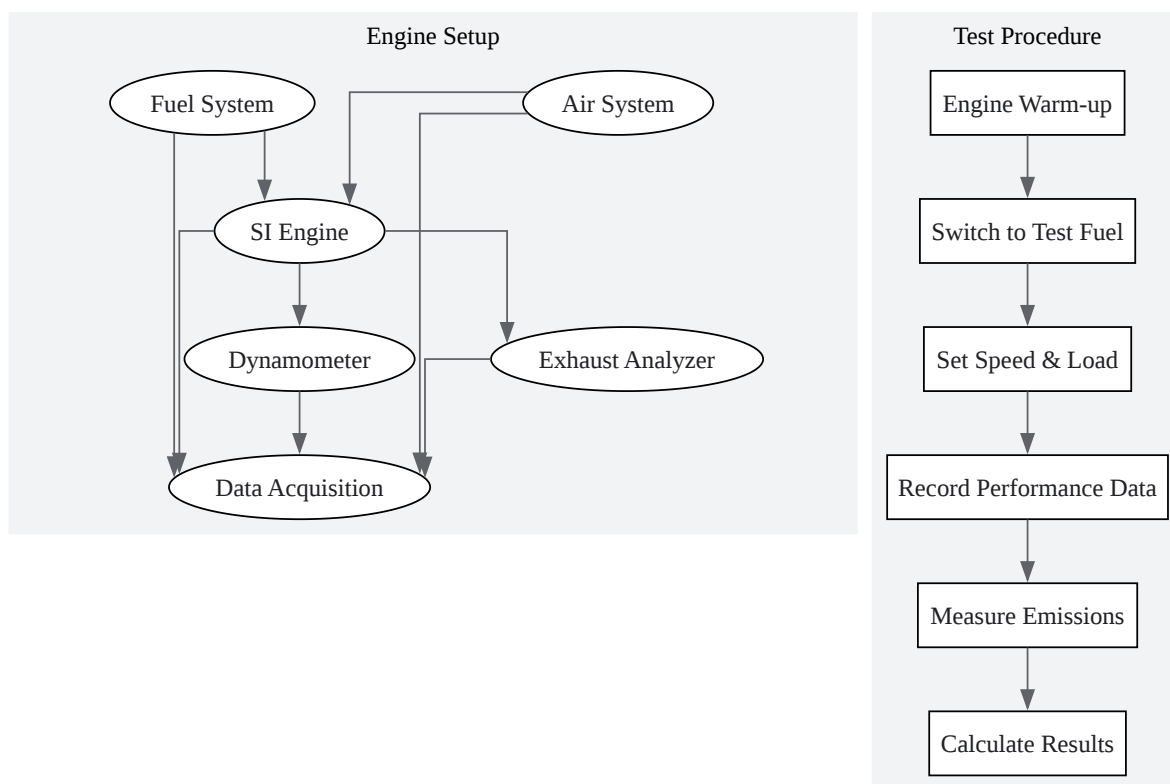 Engine Setup
Fuel System
Air System
SI Engine
Dynamometer
Exhaust Analyzer
Data Acquisition
Test Procedure
Engine Warm-up
Switch to Test Fuel
Set Speed & Load
Record Performance Data
Measure Emissions
Calculate Results